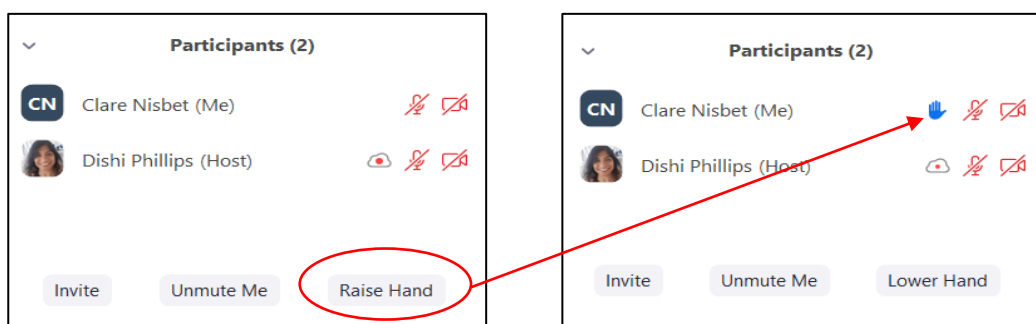 Participants (2)
CN Clare Nisbet (Me)
Dishi Phillips (Host)
Invite Unmute Me Raise Hand
Participants (2)
CN Clare Nisbet (Me)
Dishi Phillips (Host)
Invite Unmute Me Lower Hand